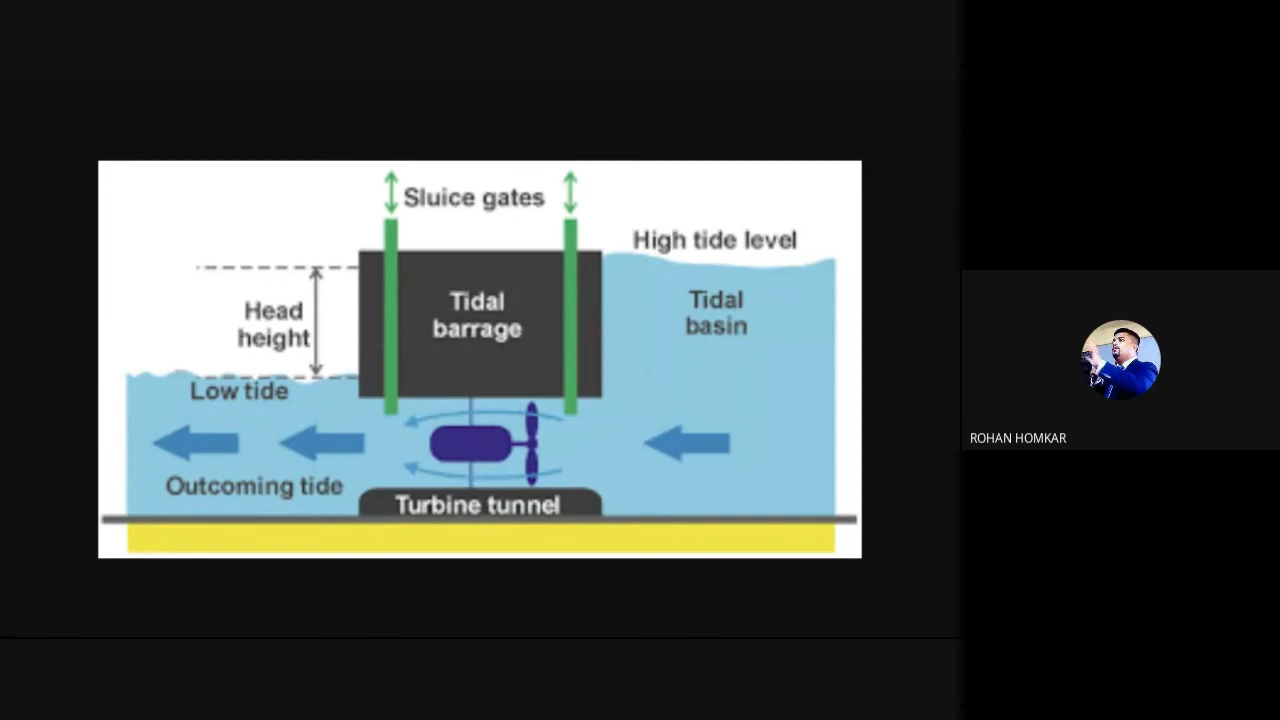 Sluice gates
High tide level
Head
height
Tidal
barrage
Tidal
basin
Low tide
Outcoming tide
Turbine tunnel
ROHAN HOMKAR